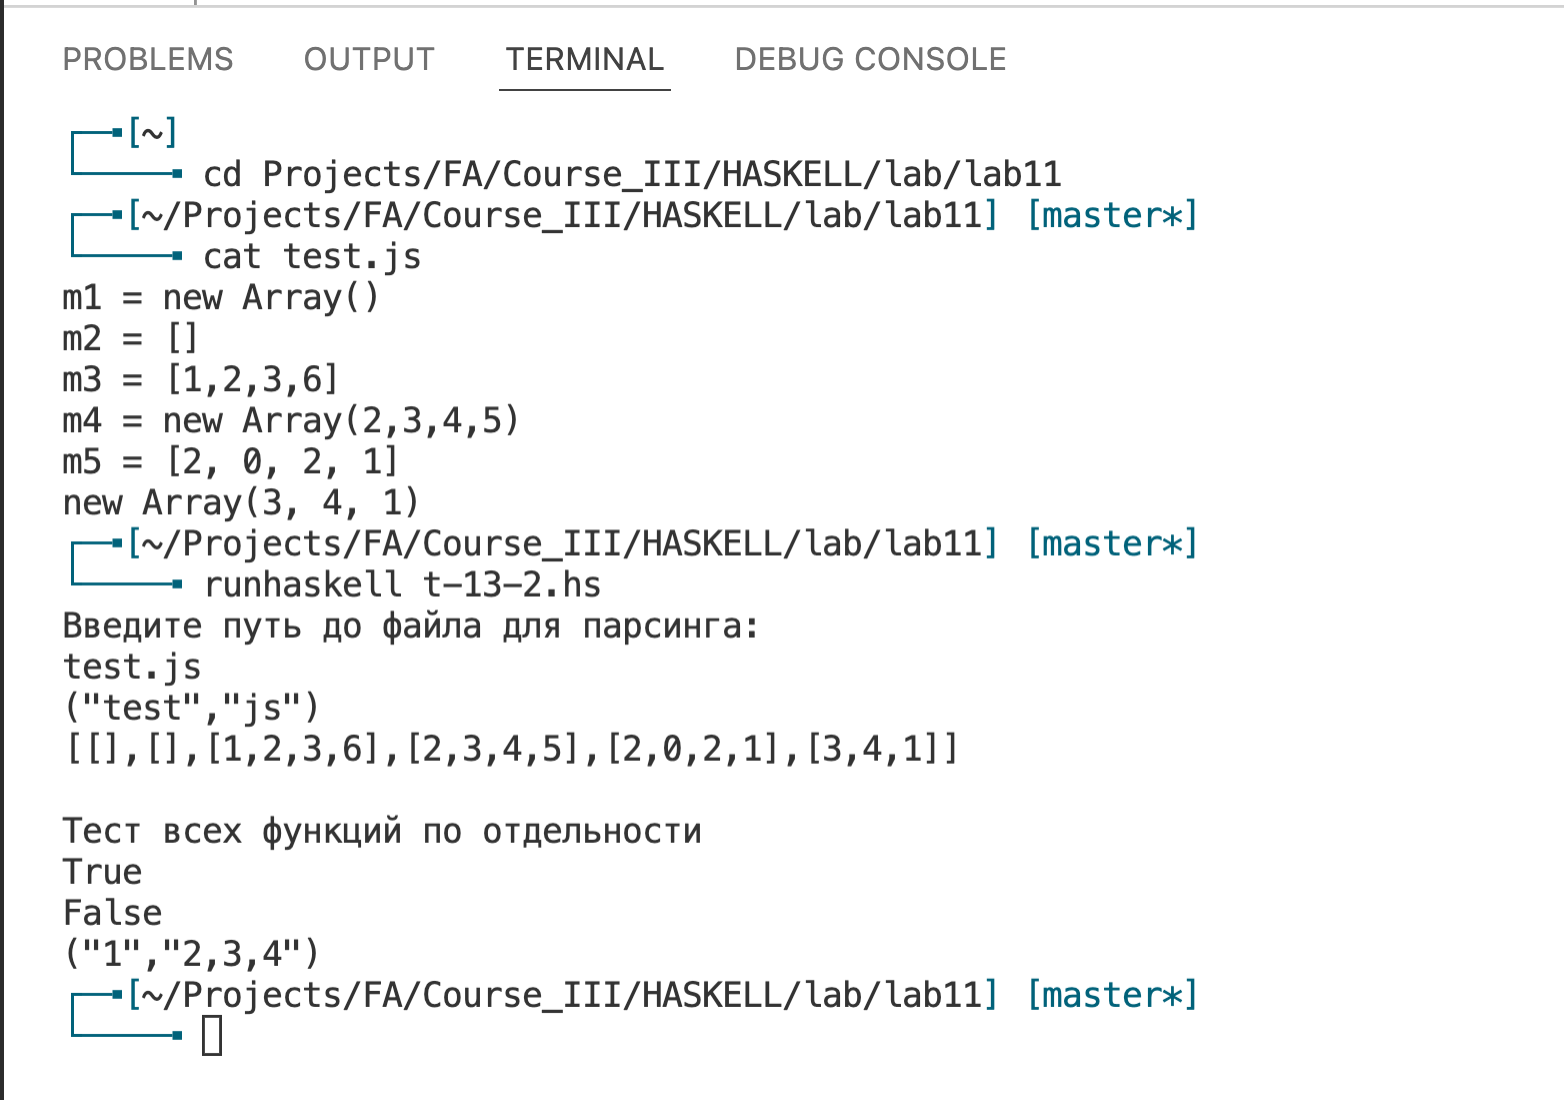 PROBLEMS OUTPUT TERMINAL DEBUG CONSOLE
[~]
cd Projects/FA/Course_III/HASKELL/lab/lab11
[~/Projects/FA/Course_III/HASKELL/lab/lab11] [master*]
cat test.js
m1 = new Array()
m2 = []
m3 = [1,2,3,6]
m4 = new Array(2,3,4,5)
m5 = [2, 0, 2, 1]
new Array(3, 4, 1)
[~/Projects/FA/Course_III/HASKELL/lab/lab11] [master*]
runhaskell t-13-2.hs
Введите путь до файла для парсинга:
test.js
("test","js")
[[],[],[1,2,3,6],[2,3,4,5],[2,0,2,1],[3,4,1]]
Тест всех функций по отдельности
True
False
("1","2,3,4")
[~/Projects/FA/Course_III/HASKELL/lab/lab11] [master*]